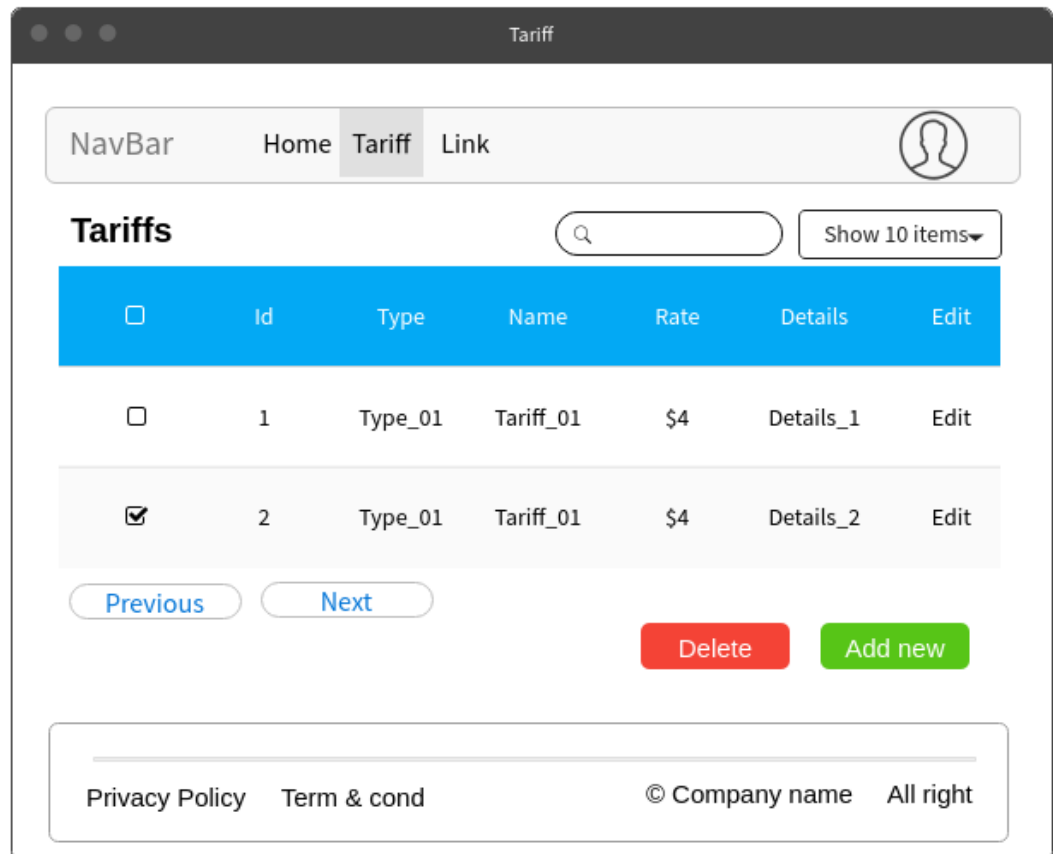 Tariff
NavBar Home Tariff Link
Tariffs Show 10 items
Id Type Name Rate Details Edit
1 Type_01 Tariff_01 $4 Details_1 Edit
2 Type_01 Tariff_01 $4 Details_2 Edit
Previous Next
Delete Add new
Privacy Policy Term & cond © Company name All right